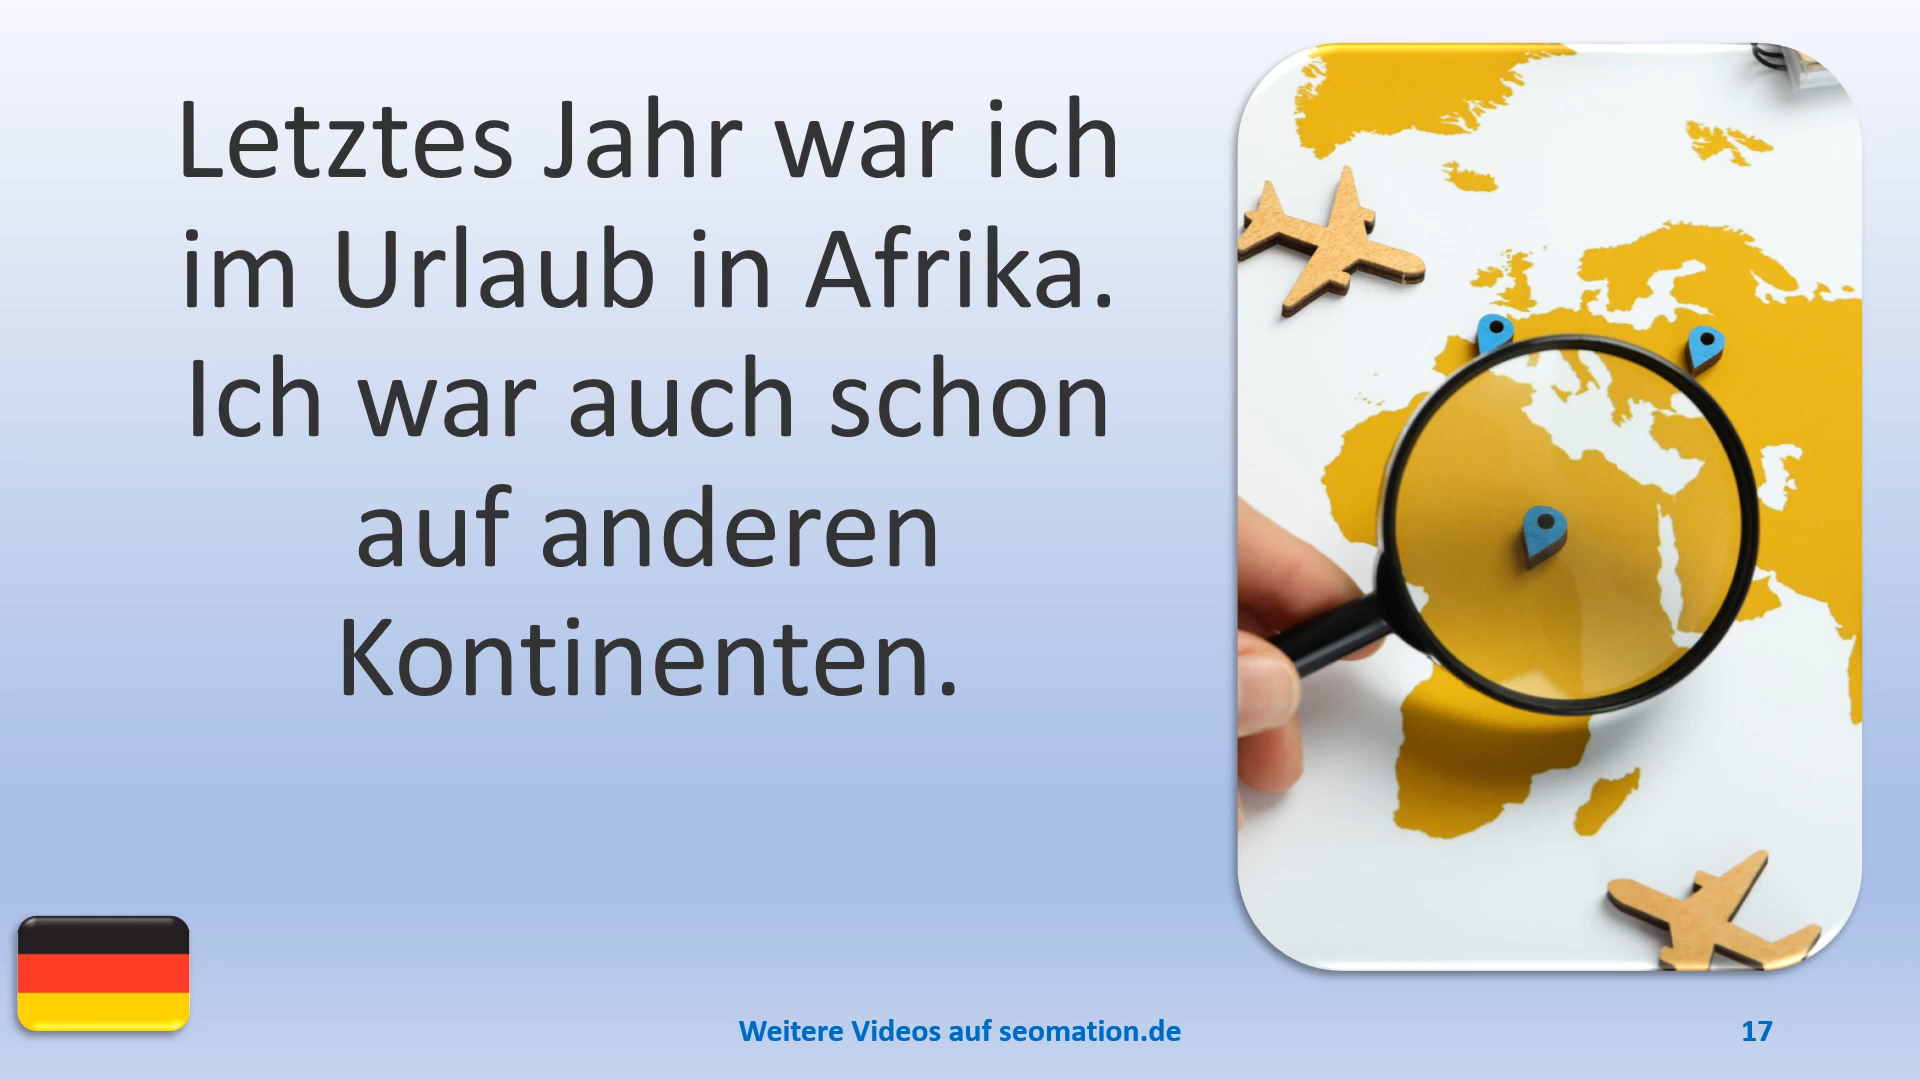 Letztes Jahr war ich
im Urlaub in Afrika.
Ich war auch schon
auf anderen
Kontinenten.
Weitere Videos auf seomation.de
17